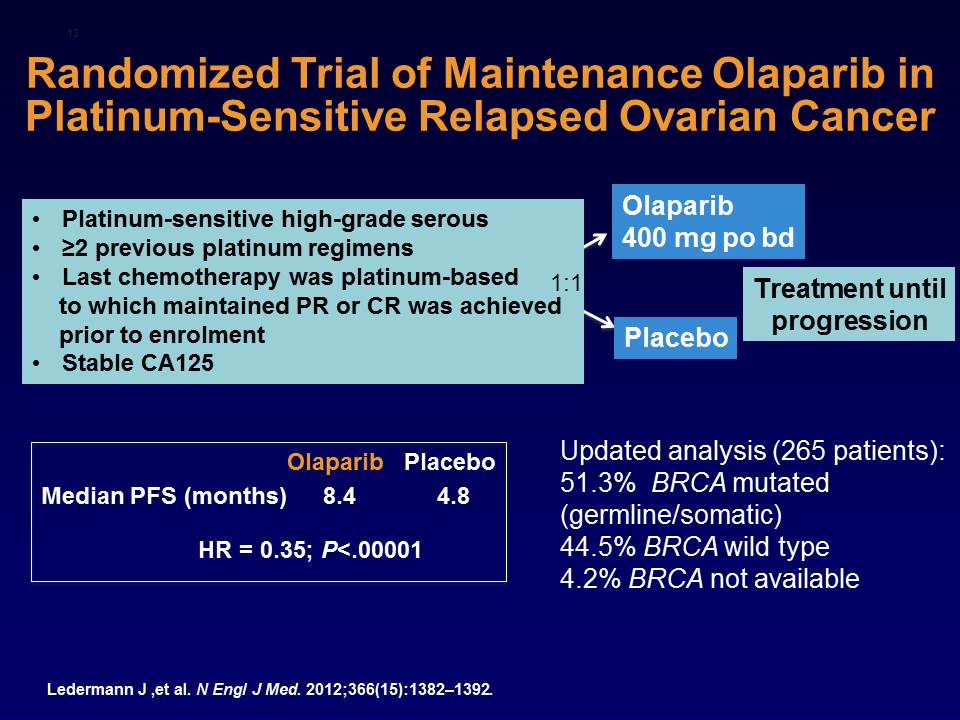 13
Randomized Trial of Maintenance Olaparib in
Platinum-Sensitive Relapsed Ovarian Cancer
• Platinum-sensitive high-grade serous
• ≥2 previous platinum regimens
• Last chemotherapy was platinum-based
to which maintained PR or CR was achieved
prior to enrolment
• Stable CA125
1:1
Olaparib
400 mg po bd
Placebo
Treatment until
progression
Olaparib Placebo
Median PFS (months) 8.4 4.8
HR = 0.35; P<.00001
Updated analysis (265 patients):
51.3% BRCA mutated
(germline/somatic)
44.5% BRCA wild type
4.2% BRCA not available
Ledermann J ,et al. N Engl J Med. 2012;366(15):1382–1392.